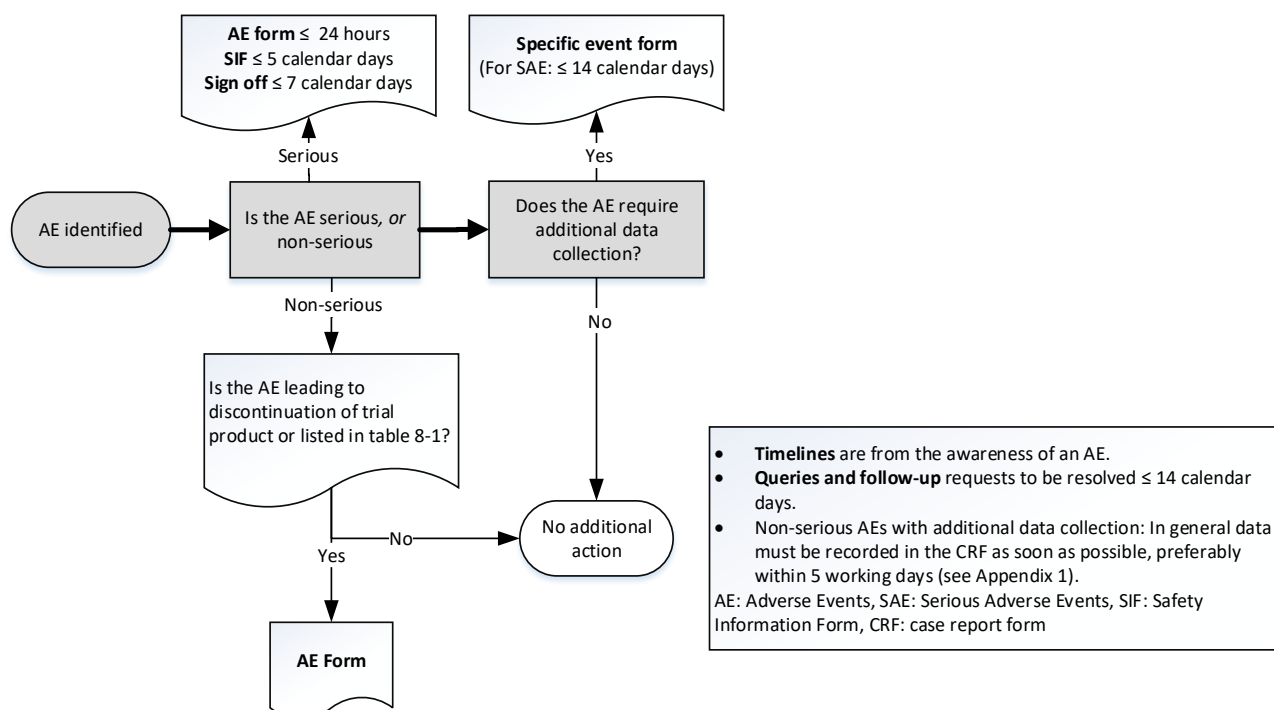 AE form ≤ 24 hours
SIF ≤ 5 calendar days
Sign off ≤ 7 calendar days
Specific event form
(For SAE: ≤ 14 calendar days)
Serious
Yes
AE identified
Is the AE serious, or
non-serious
Does the AE require
additional data
collection?
Non-serious
No
Is the AE leading to
discontinuation of trial
product or listed in table 8-1?
No
No additional
action
Yes
AE Form
• Timelines are from the awareness of an AE.
• Queries and follow-up requests to be resolved ≤ 14 calendar
days.
• Non-serious AEs with additional data collection: In general data
must be recorded in the CRF as soon as possible, preferably
within 5 working days (see Appendix 1).
AE: Adverse Events, SAE: Serious Adverse Events, SIF: Safety
Information Form, CRF: case report form